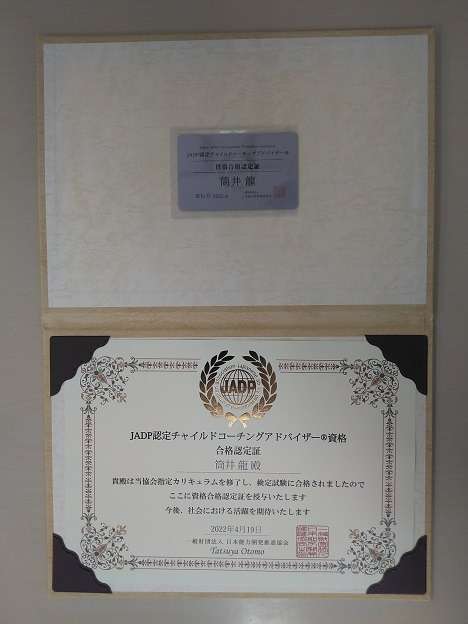 JADP認定チャイルドコーチングアドバイザー®
資格合格認定証
筒井 龍
JADP
JADP認定チャイルドコーチングアドバイザー®資格
合格認定証
筒井 龍 殿
貴殿は当協会指定カリキュラムを修了し、検定試験に合格されましたので
ここに資格合格認定証を授与いたします
今後、社会における活躍を期待いたします
2022年4月19日
一般財団法人 日本能力開発推進協会
Tatsuya Otomo